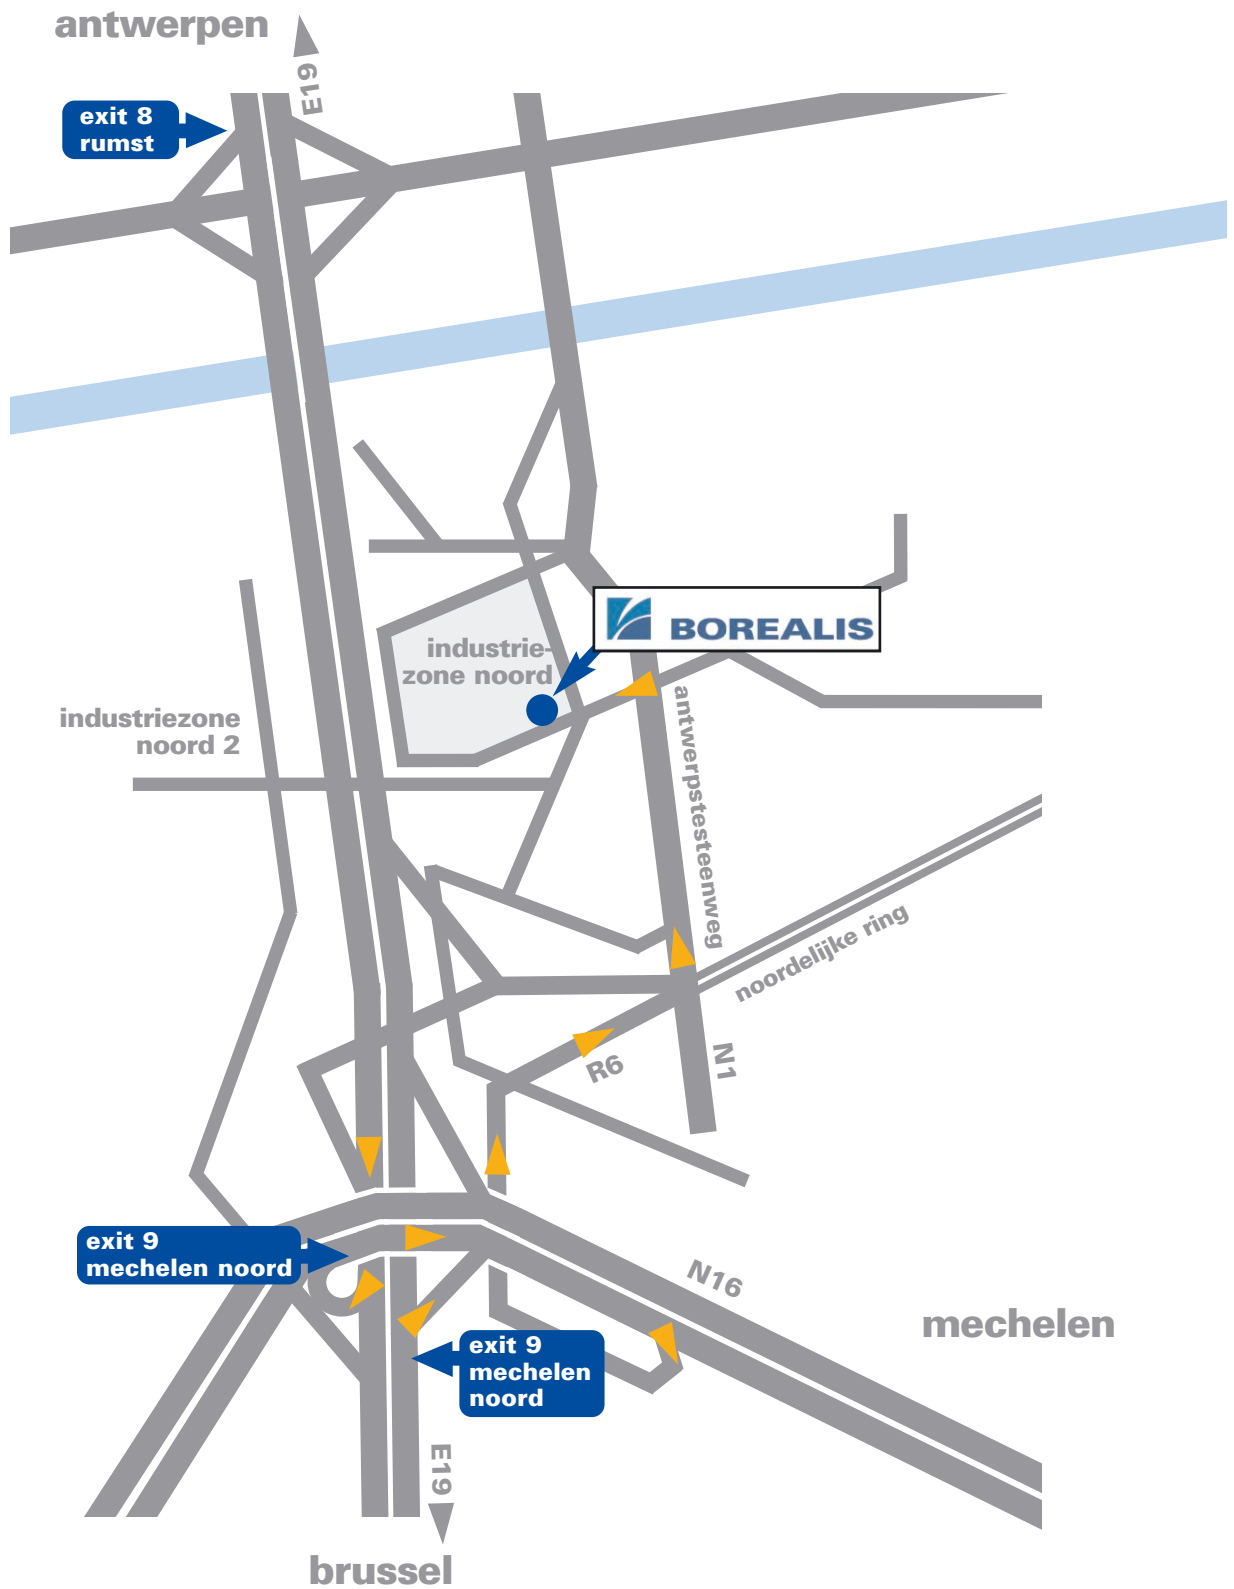 antwerpen
E19
exit 8
rumst
BOREALIS
industrie-
zone noord
industriezone
noord 2
antwerpstesteenweg
noordelijke ring
N1
R6
exit 9
mechelen noord
N16
mechelen
exit 9
mechelen
noord
E19
brussel